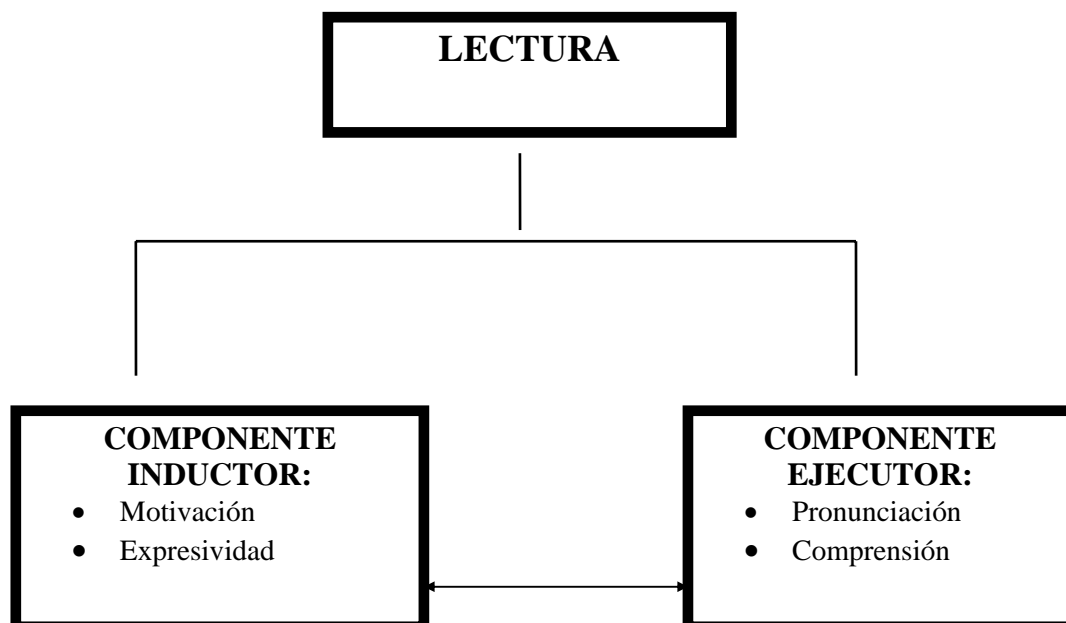 LECTURA
COMPONENTE
INDUCTOR:
• Motivación
• Expresividad
COMPONENTE
EJECUTOR:
• Pronunciación
• Comprensión